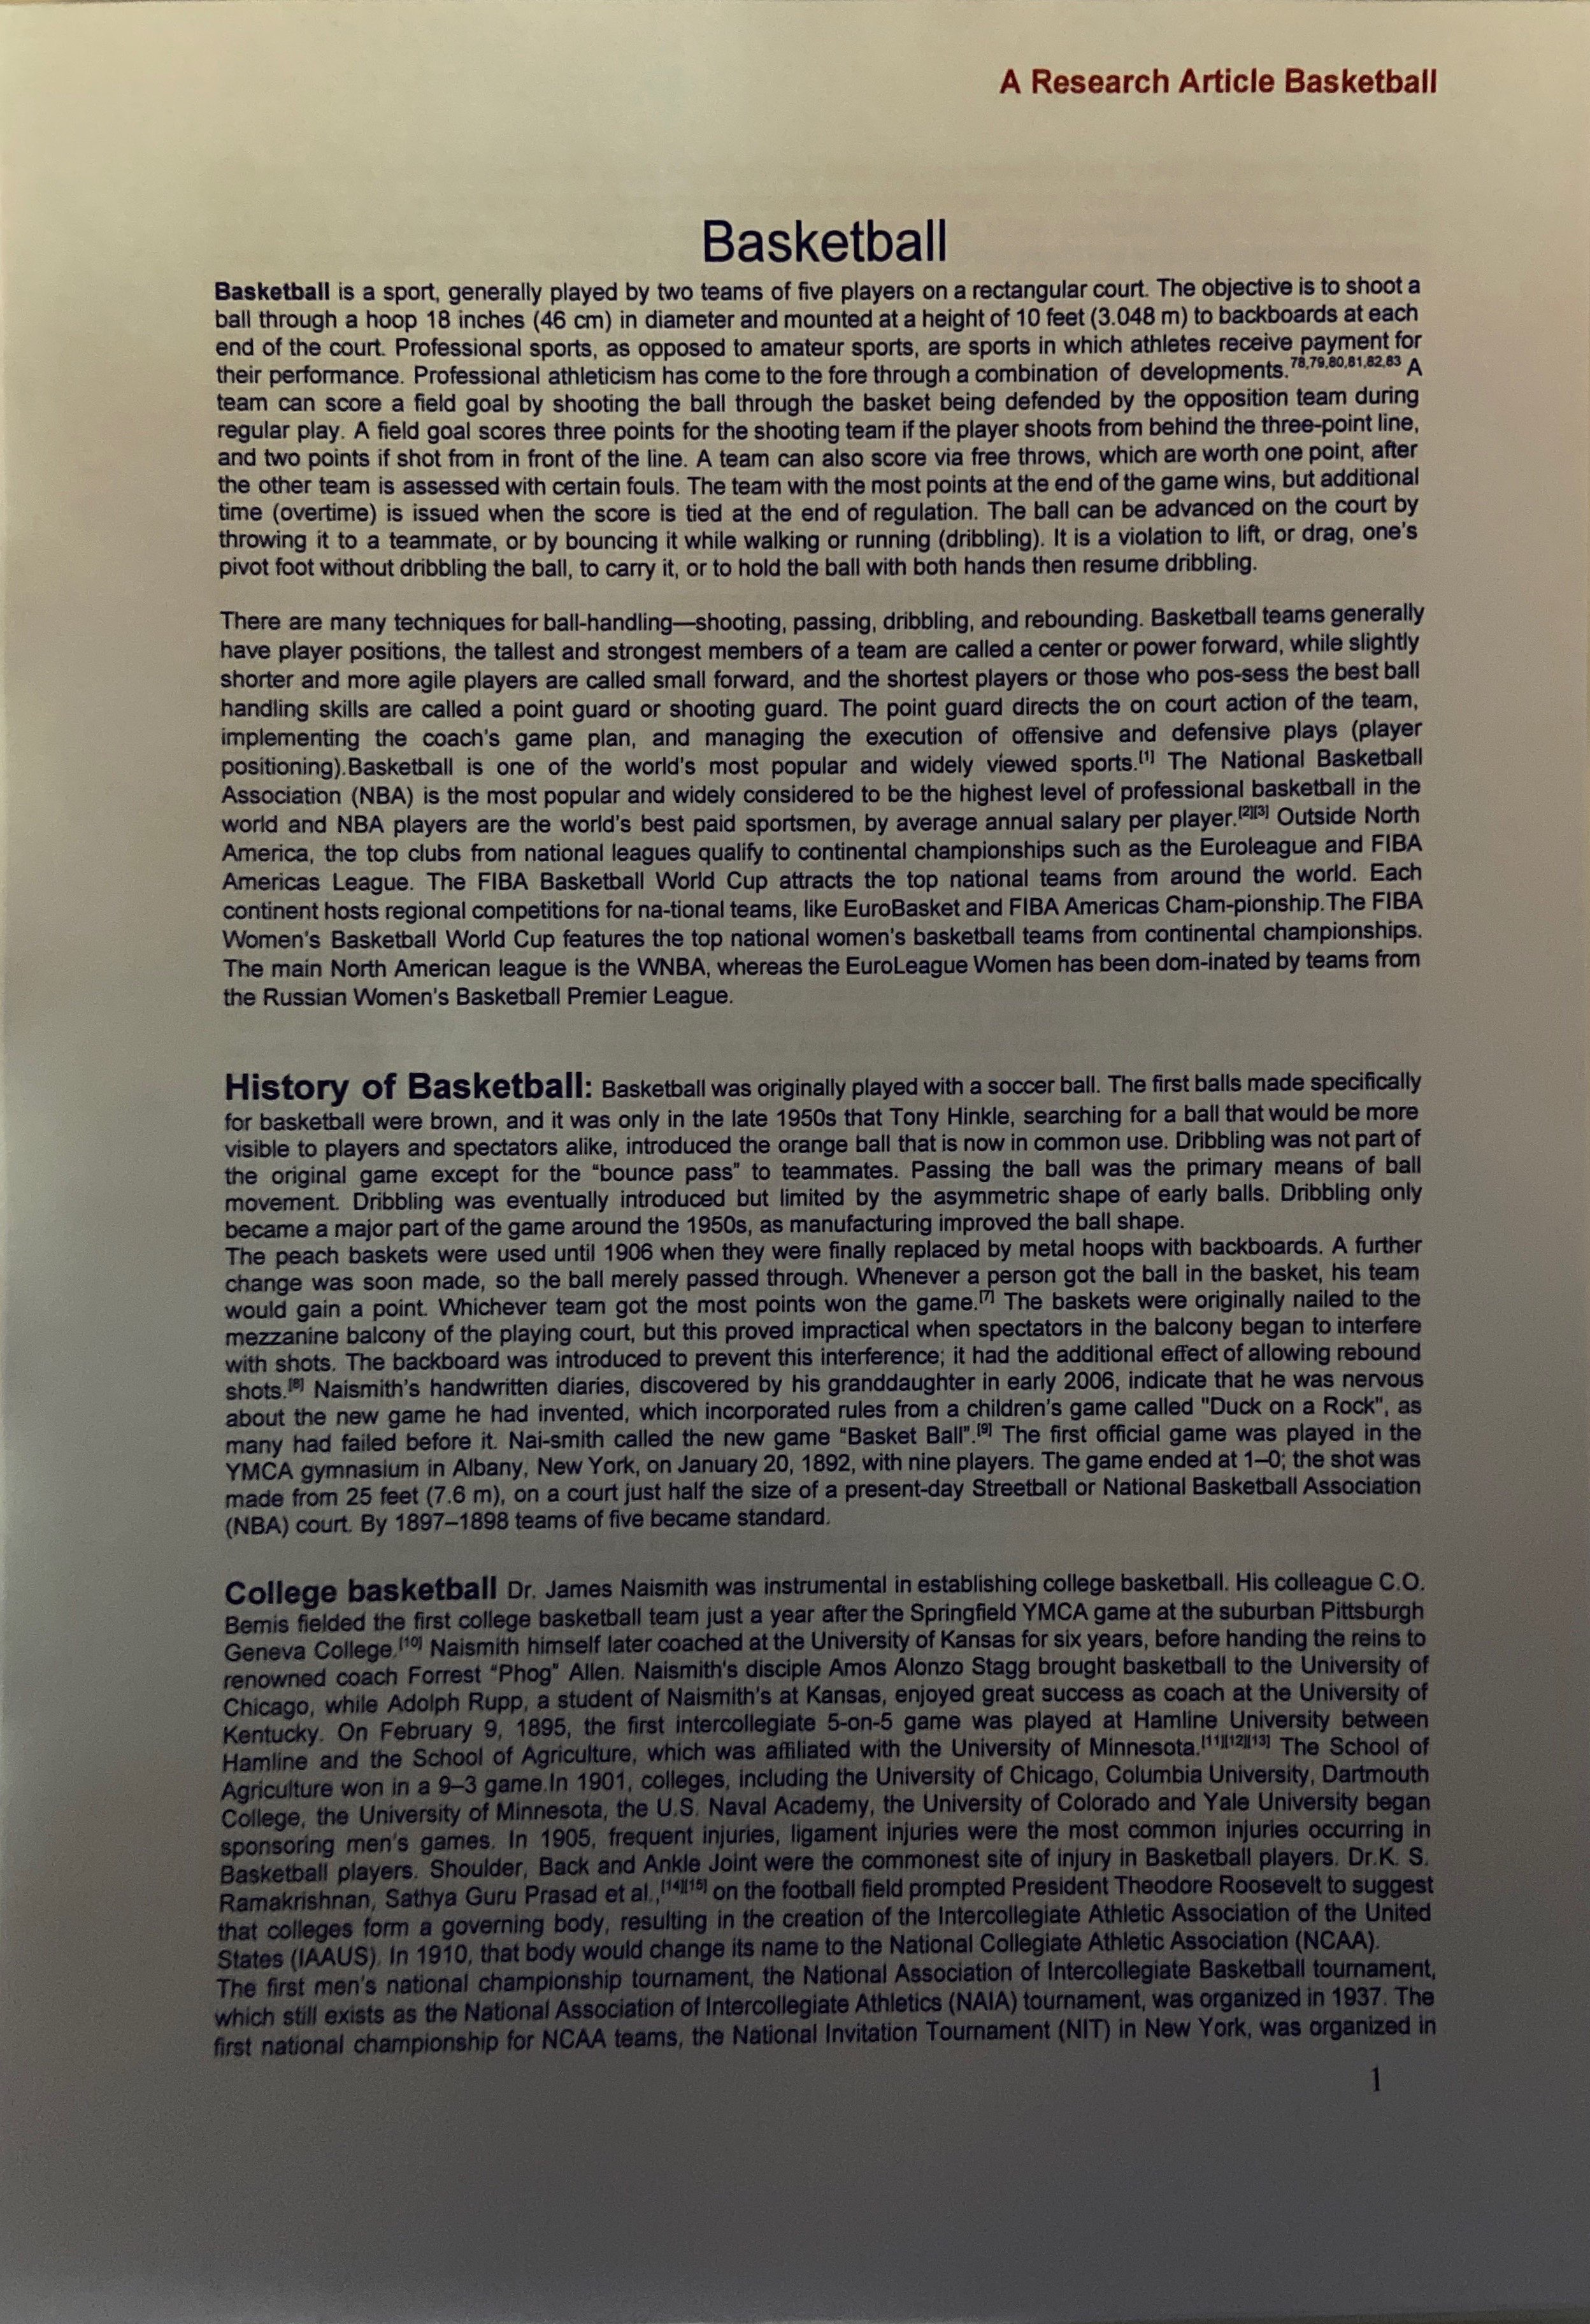 A Research Article Basketball
Basketball
Basketball is a sport, generally played by two teams of five players on a rectangular court. The objective is to shoot a
ball through a hoop 18 inches (46 cm) in diameter and mounted at a height of 10 feet (3.048 m) to backboards at each
end of the court. Professional sports, as opposed to amateur sports, are sports in which athletes receive payment for
their performance. Professional athleticism has come to the fore through a combination of developments.78,79,80,81,82,83 A
team can score a field goal by shooting the ball through the basket being defended by the opposition team during
regular play. A field goal scores three points for the shooting team if the player shoots from behind the three-point line,
and two points if shot from in front of the line. A team can also score via free throws, which are worth one point, after
the other team is assessed with certain fouls. The team with the most points at the end of the game wins, but additional
time (overtime) is issued when the score is tied at the end of regulation. The ball can be advanced on the court by
throwing it to a teammate, or by bouncing it while walking or running (dribbling). It is a violation to lift, or drag, one's
pivot foot without dribbling the ball, to carry it, or to hold the ball with both hands then resume dribbling.
There are many techniques for ball-handling—shooting, passing, dribbling, and rebounding. Basketball teams generally
have player positions, the tallest and strongest members of a team are called a center or power forward, while slightly
shorter and more agile players are called small forward, and the shortest players or those who pos-sess the best ball
handling skills are called a point guard or shooting guard. The point guard directs the on court action of the team,
implementing the coach's game plan, and managing the execution of offensive and defensive plays (player
positioning).Basketball is one of the world's most popular and widely viewed sports.[1] The National Basketball
Association (NBA) is the most popular and widely considered to be the highest level of professional basketball in the
world and NBA players are the world's best paid sportsmen, by average annual salary per player.[2][3] Outside North
America, the top clubs from national leagues qualify to continental championships such as the Euroleague and FIBA
Americas League. The FIBA Basketball World Cup attracts the top national teams from around the world. Each
continent hosts regional competitions for na-tional teams, like EuroBasket and FIBA Americas Cham-pionship.The FIBA
Women's Basketball World Cup features the top national women's basketball teams from continental championships.
The main North American league is the WNBA, whereas the EuroLeague Women has been dom-inated by teams from
the Russian Women's Basketball Premier League.
History of Basketball: Basketball was originally played with a soccer ball. The first balls made specifically
for basketball were brown, and it was only in the late 1950s that Tony Hinkle, searching for a ball that would be more
visible to players and spectators alike, introduced the orange ball that is now in common use. Dribbling was not part of
the original game except for the “bounce pass” to teammates. Passing the ball was the primary means of ball
movement. Dribbling was eventually introduced but limited by the asymmetric shape of early balls. Dribbling only
became a major part of the game around the 1950s, as manufacturing improved the ball shape.
The peach baskets were used until 1906 when they were finally replaced by metal hoops with backboards. A further
change was soon made, so the ball merely passed through. Whenever a person got the ball in the basket, his team
would gain a point. Whichever team got the most points won the game.[7] The baskets were originally nailed to the
mezzanine balcony of the playing court, but this proved impractical when spectators in the balcony began to interfere
with shots. The backboard was introduced to prevent this interference; it had the additional effect of allowing rebound
shots.[8] Naismith's handwritten diaries, discovered by his granddaughter in early 2006, indicate that he was nervous
about the new game he had invented, which incorporated rules from a children's game called "Duck on a Rock", as
many had failed before it. Nai-smith called the new game “Basket Ball”.[9] The first official game was played in the
YMCA gymnasium in Albany, New York, on January 20, 1892, with nine players. The game ended at 1–0; the shot was
made from 25 feet (7.6 m), on a court just half the size of a present-day Streetball or National Basketball Association
(NBA) court. By 1897–1898 teams of five became standard.
College basketball Dr. James Naismith was instrumental in establishing college basketball. His colleague C.O.
Bemis fielded the first college basketball team just a year after the Springfield YMCA game at the suburban Pittsburgh
Geneva College.[10] Naismith himself later coached at the University of Kansas for six years, before handing the reins to
renowned coach Forrest “Phog” Allen. Naismith's disciple Amos Alonzo Stagg brought basketball to the University of
Chicago, while Adolph Rupp, a student of Naismith's at Kansas, enjoyed great success as coach at the University of
Kentucky. On February 9, 1895, the first intercollegiate 5-on-5 game was played at Hamline University between
Hamline and the School of Agriculture, which was affiliated with the University of Minnesota.[11][12][13] The School of
Agriculture won in a 9–3 game.In 1901, colleges, including the University of Chicago, Columbia University, Dartmouth
College, the University of Minnesota, the U.S. Naval Academy, the University of Colorado and Yale University began
sponsoring men's games. In 1905, frequent injuries, ligament injuries were the most common injuries occurring in
Basketball players. Shoulder, Back and Ankle Joint were the commonest site of injury in Basketball players. Dr.K. S.
Ramakrishnan, Sathya Guru Prasad et al.,[14][15] on the football field prompted President Theodore Roosevelt to suggest
that colleges form a governing body, resulting in the creation of the Intercollegiate Athletic Association of the United
States (IAAUS). In 1910, that body would change its name to the National Collegiate Athletic Association (NCAA).
The first men's national championship tournament, the National Association of Intercollegiate Basketball tournament,
which still exists as the National Association of Intercollegiate Athletics (NAIA) tournament, was organized in 1937. The
first national championship for NCAA teams, the National Invitation Tournament (NIT) in New York, was organized in
1